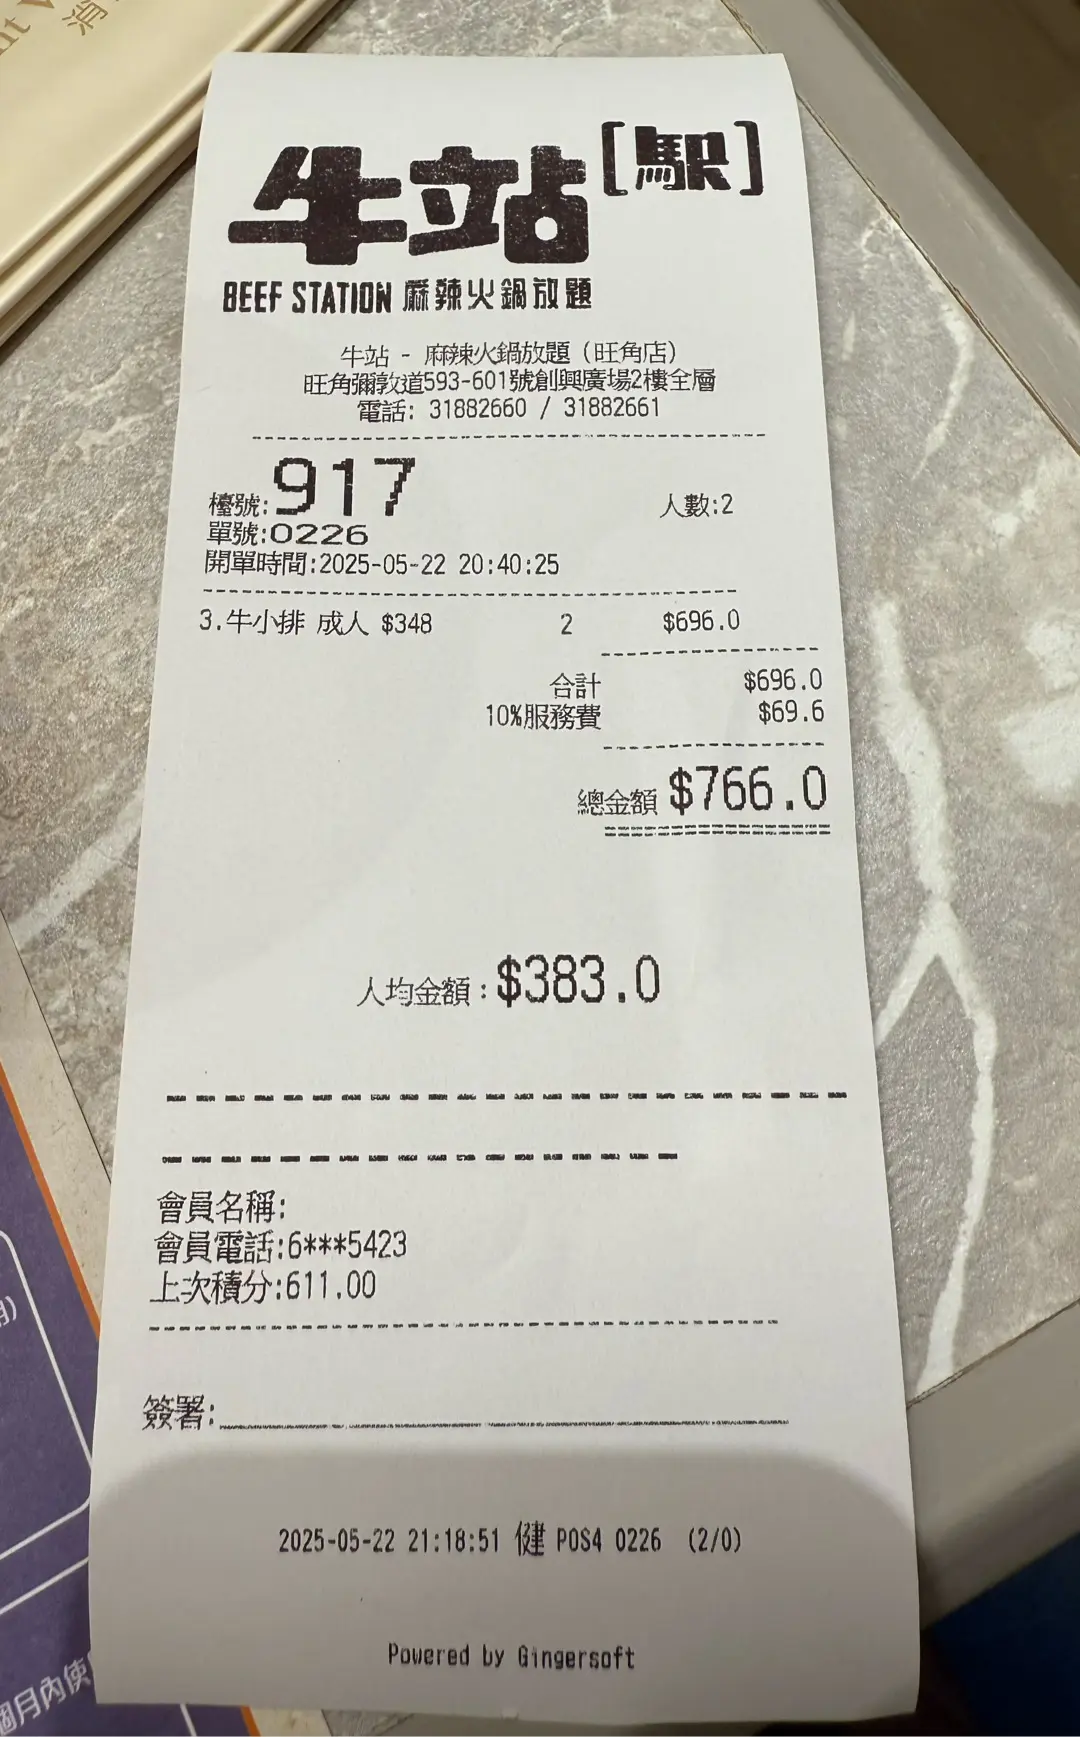 消
牛站[駅]
BEEF STATION 麻辣火鍋放題
牛站 - 麻辣火鍋放題 (旺角店)
旺角彌敦道593-601號創興廣場2樓全層
電話: 31882660 / 31882661
檯號:917 人數:2
單號:0226
開單時間:2025-05-22 20:40:25
3.牛小排 成人 $348 2 $696.0
合計 $696.0
10%服務費 $69.6
總金額 $766.0
人均金額:$383.0
會員名稱:
會員電話:6***5423
上次積分:611.00
簽署:
2025-05-22 21:18:51 健 POS4 0226 (2/0)
Powered by Gingersoft
個月內使